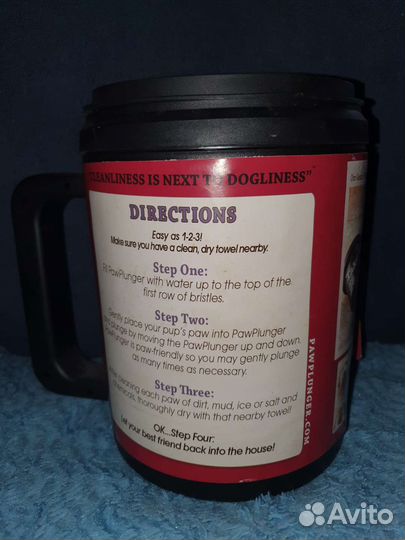 CLEANLINESS IS NEXT TO DOGLINESS"
DIRECTIONS
Easy as 1-2-3!
Make sure you have a clean, dry towel nearby.
Step One:
Fill PawPlunger with water up to the top of the
first row of bristles.
Step Two:
Gently place your pup's paw into PawPlunger
plunge by moving the PawPlunger up and down.
PawPlunger is paw-friendly so you may gently plunge
as many times as necessary.
Step Three:
After clearing each paw of dirt, mud, ice or salt and
chemicals, thoroughly dry with that nearby towel!
OK...Step Four:
Let your best friend back into the house!
PAWPLUNGER.COM
Avito